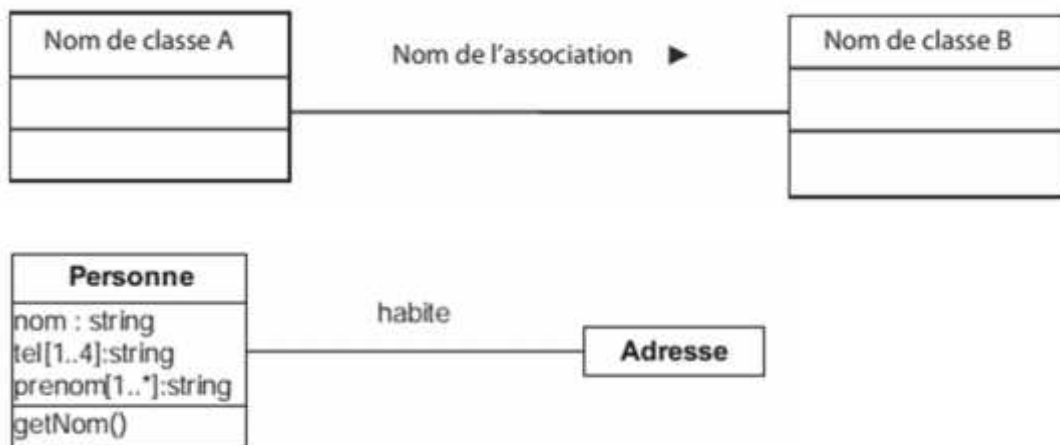 Nom de classe A
Nom de l'association ►
Nom de classe B
Personne
nom : string
tel[1..4]:string
prenom[1..*]:string
getNom()
habite
Adresse